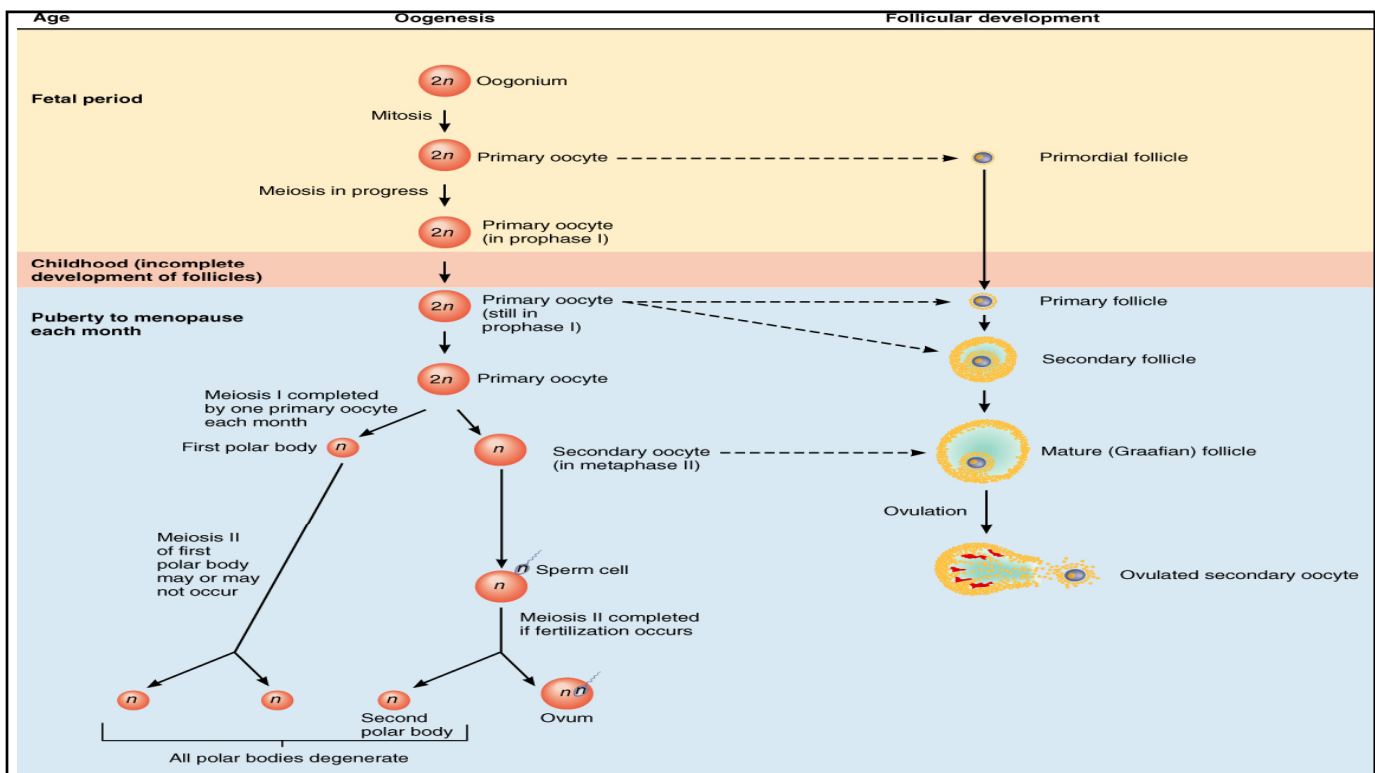 Age
Oogenesis
Follicular development
Fetal period
2n
Oogonium
Mitosis
2n
Primary oocyte
Primordial follicle
Meiosis in progress
2n
Primary oocyte
(in prophase I)
Childhood (incomplete
development of follicles)
Puberty to menopause
each month
2n
Primary oocyte
(still in
prophase I)
Primary follicle
Secondary follicle
2n
Primary oocyte
Meiosis I completed
by one primary oocyte
each month
First polar body
n
n
Secondary oocyte
(in metaphase II)
Mature (Graafian) follicle
Ovulation
Meiosis II
of first
polar body
may or may
not occur
n
n
Sperm cell
Ovulated secondary oocyte
Meiosis II completed
if fertilization occurs
n
n
n
n
n
Second
polar body
Ovum
All polar bodies degenerate